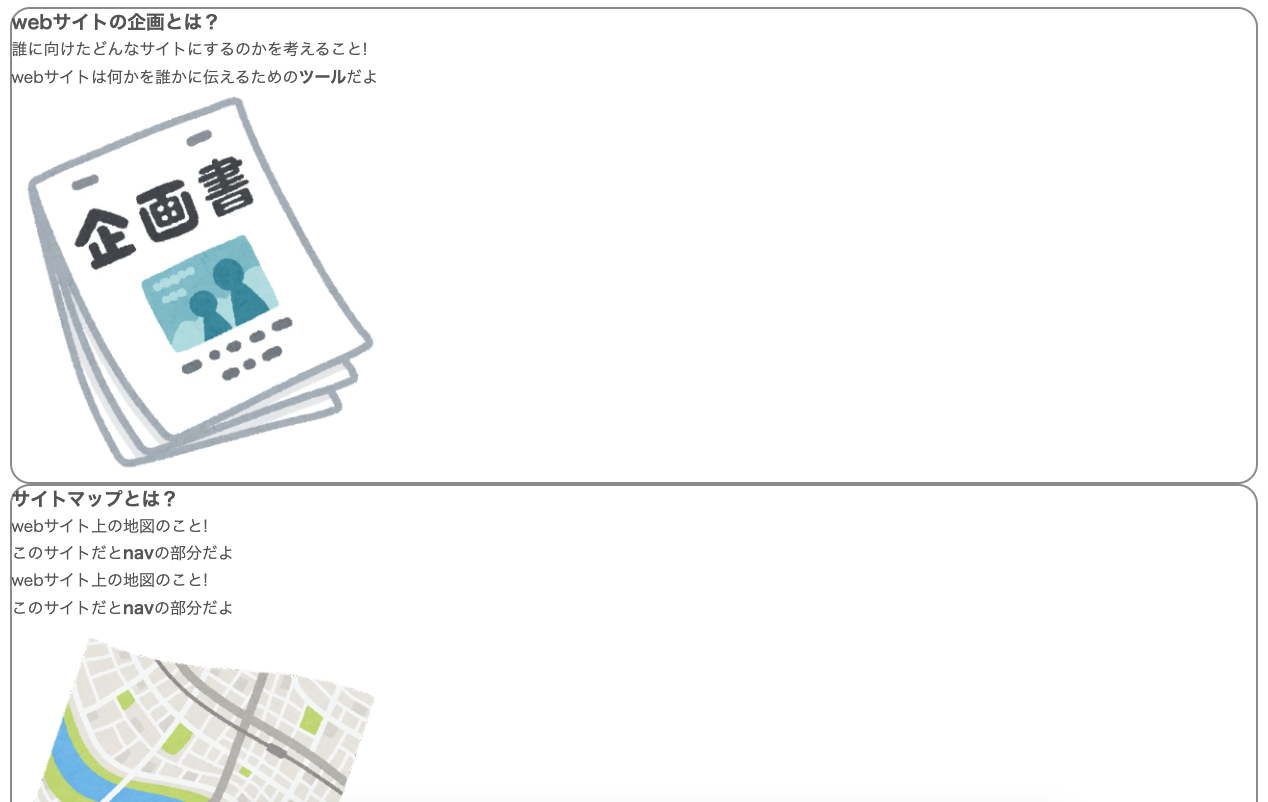 webサイトの企画とは？
誰に向けたどんなサイトにするのかを考えること!
webサイトは何かを誰かに伝えるためのツールだよ
企画書
サイトマップとは？
webサイト上の地図のこと!
このサイトだとnavの部分だよ
webサイト上の地図のこと!
このサイトだとnavの部分だよ